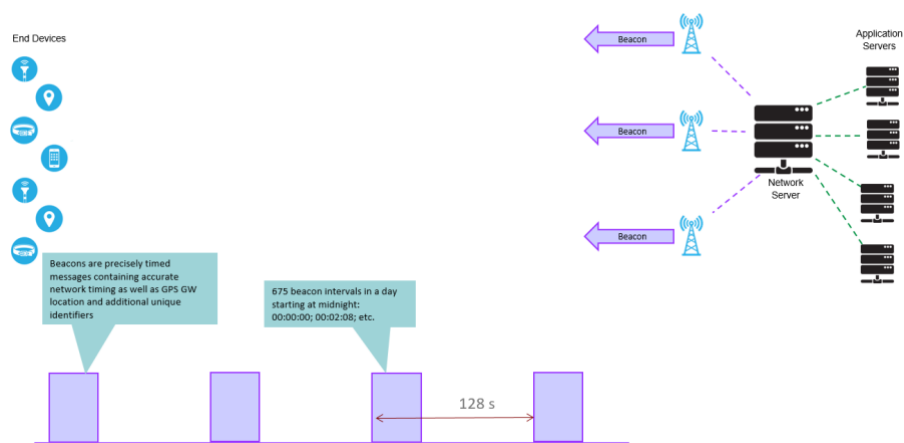 End Devices
Beacon
Beacon
Beacon
Application
Servers
Network
Server
Beacons are precisely timed
messages containing accurate
network timing as well as GPS GW
location and additional unique
identifiers
675 beacon intervals in a day
starting at midnight:
00:00:00; 00:02:08; etc.
128 s